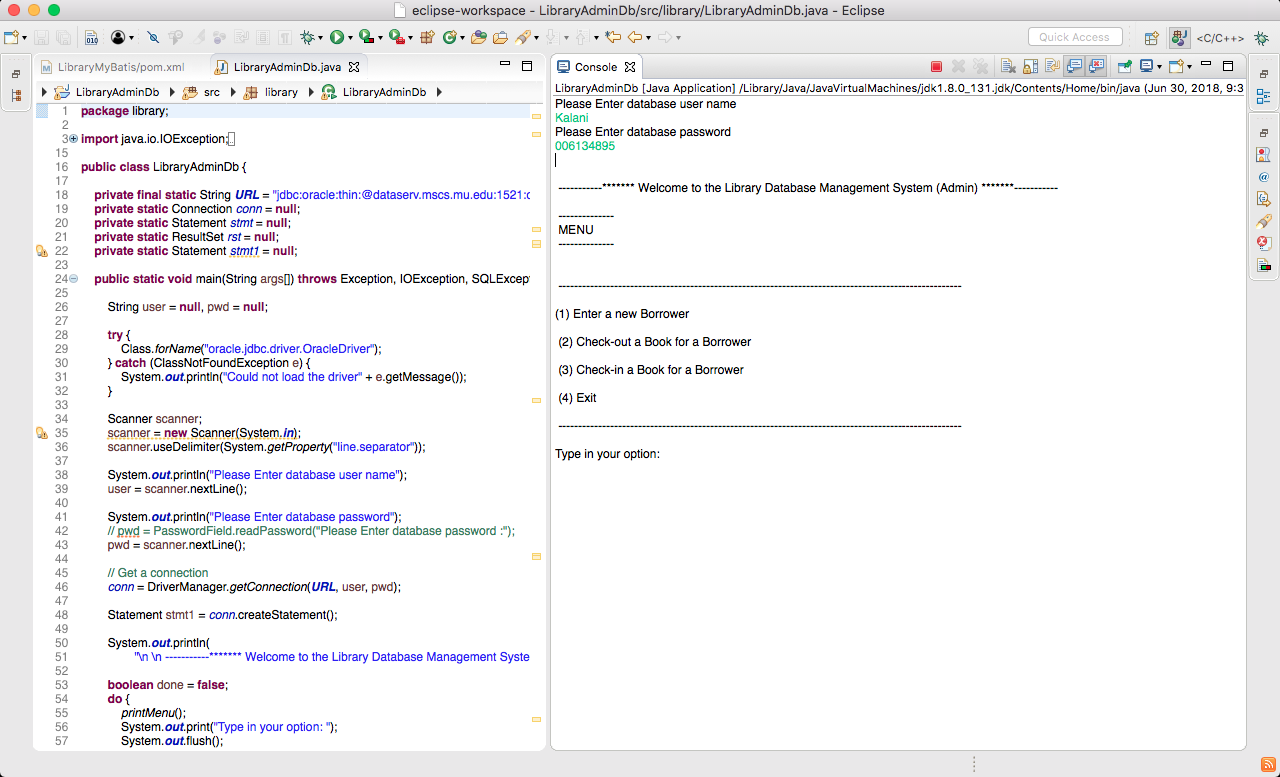 eclipse-workspace - LibraryAdminDb/src/library/LibraryAdminDb.java - Eclipse
Quick Access
<C/C++>
LibraryMyBatis/pom.xml
LibraryAdminDb.java
LibraryAdminDb
src
library
LibraryAdminDb
1 package library;
2
3 import java.io.IOException;
15
16 public class LibraryAdminDb {
17
18 private final static String URL = "jdbc:oracle:thin:@dataserv.mscs.mu.edu:1521:c
19 private static Connection conn = null;
20 private static Statement stmt = null;
21 private static ResultSet rst = null;
22 private static Statement stmt1 = null;
23
24 public static void main(String args[]) throws Exception, IOException, SQLExcept
25
26 String user = null, pwd = null;
27
28 try {
29 Class.forName("oracle.jdbc.driver.OracleDriver");
30 } catch (ClassNotFoundException e) {
31 System.out.println("Could not load the driver" + e.getMessage());
32 }
33
34 Scanner scanner;
35 scanner = new Scanner(System.in);
36 scanner.useDelimiter(System.getProperty("line.separator"));
37
38 System.out.println("Please Enter database user name");
39 user = scanner.nextLine();
40
41 System.out.println("Please Enter database password");
42 // pwd = PasswordField.readPassword("Please Enter database password :");
43 pwd = scanner.nextLine();
44
45 // Get a connection
46 conn = DriverManager.getConnection(URL, user, pwd);
47
48 Statement stmt1 = conn.createStatement();
49
50 System.out.println(
51 "\n \n -----------******* Welcome to the Library Database Management Syste
52
53 boolean done = false;
54 do {
55 printMenu();
56 System.out.print("Type in your option: ");
57 System.out.flush();
Console
LibraryAdminDb [Java Application] /Library/Java/JavaVirtualMachines/jdk1.8.0_131.jdk/Contents/Home/bin/java (Jun 30, 2018, 9:3
Please Enter database user name
Kalani
Please Enter database password
006134895
-----------******* Welcome to the Library Database Management System (Admin) *******-----------
--------------
MENU
--------------
-----------------------------------------------------------------------------------------------------
(1) Enter a new Borrower
(2) Check-out a Book for a Borrower
(3) Check-in a Book for a Borrower
(4) Exit
-----------------------------------------------------------------------------------------------------
Type in your option: